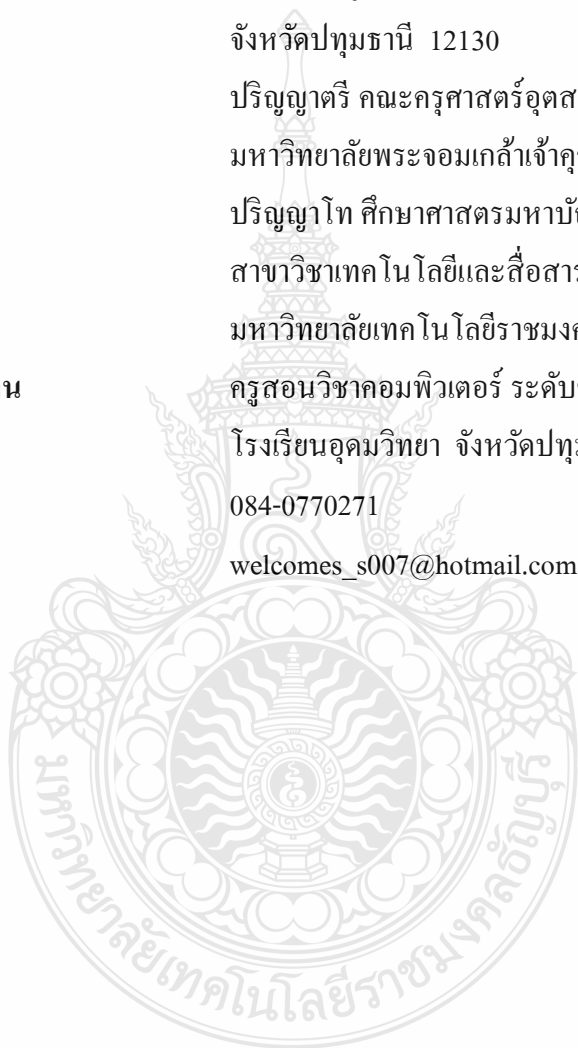 จังหวัดปทุมธานี 12130
ปริญญาตรี คณะครุศาสตร์อุตส
มหาวิทยาลัยพระจอมเกล้าเจ้าคุ
ปริญญาโท ศึกษาศาสตรมหาบั
สาขาวิชาเทคโนโลยีและสื่อสาร
มหาวิทยาลัยเทคโนโลยีราชมงค
น ครูสอนวิชาคอมพิวเตอร์ ระดับ
โรงเรียนอุดมวิทยา จังหวัดปทุม
084-0770271
welcomes_s007@hotmail.com
มหาวิทยาลัยเทคโนโลยีราชมงคลธัญบุรี